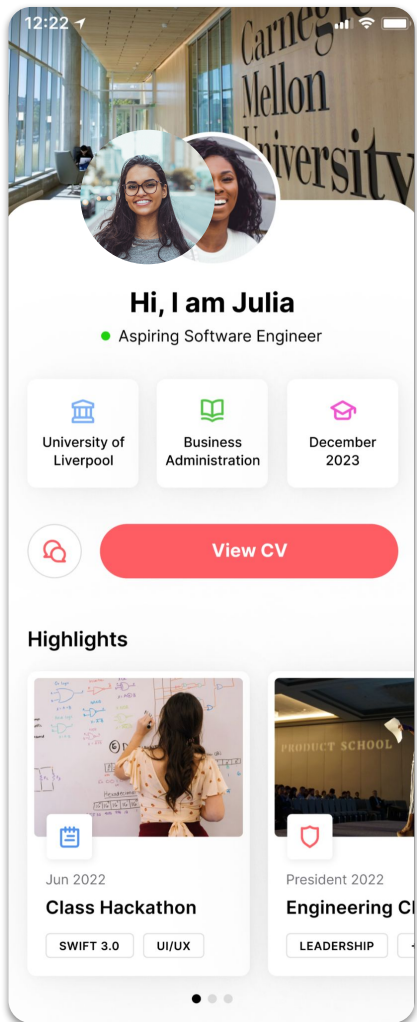 12:22
Carnegie
Mellon
University
Hi, I am Julia
Aspiring Software Engineer
University of
Liverpool
Business
Administration
December
2023
View CV
Highlights
Jun 2022
Class Hackathon
SWIFT 3.0
UI/UX
PRODUCT SCHOOL
President 2022
Engineering Cl
LEADERSHIP